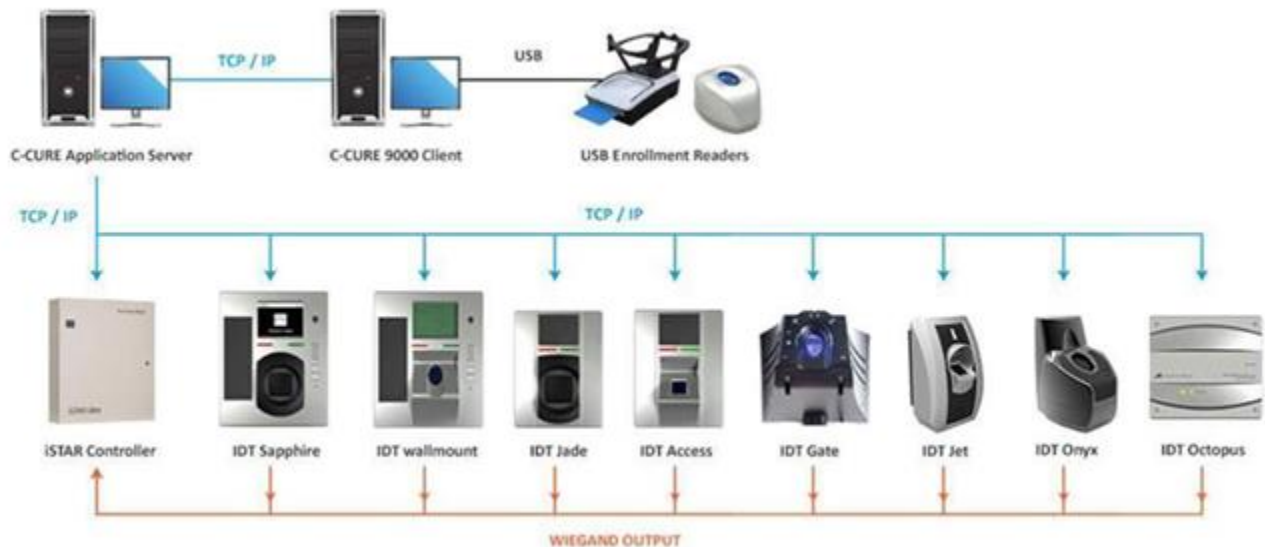 TCP / IP
USB
C-CURE Application Server
C-CURE 9000 Client
USB Enrollment Readers
TCP / IP
TCP / IP
iSTAR Controller
IDT Sapphire
IDT wallmount
IDT Jade
IDT Access
IDT Gate
IDT Jet
IDT Onyx
IDT Octopus
WIEGAND OUTPUT